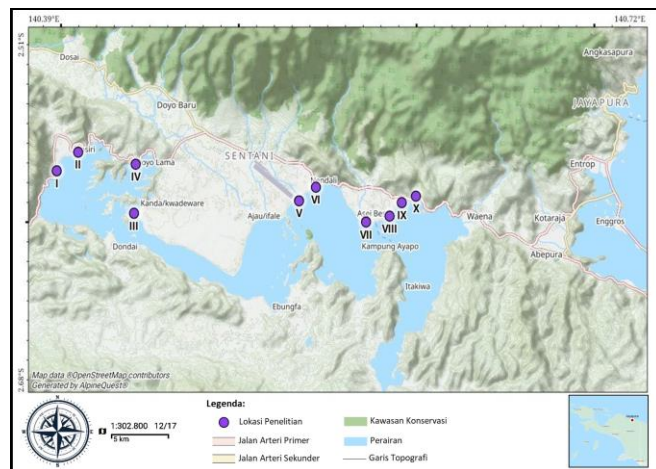 140.39°E
140.72°E
2.51°S
Dosai
Angkasapura
Doyo Baru
JAYAPURA
SENTANI
II
IV
oyo Lama
Entrop
I
VI
Kanda/kwadeware
Ajau/ifale
V
IX
X
Enggros
III
VII
VIII
Waena
Kotaraja
Dondai
Kampung Ayapo
Abepura
Itakiwa
Ebungfa
2.68°S
Map data ©OpenStreetMap contributors
Generated by AlpineQuest®
Legenda:
1:302.800 12/17
5 km
Lokasi Penelitian
Kawasan Konservasi
Jalan Arteri Primer
Perairan
Jalan Arteri Sekunder
Garis Topografi